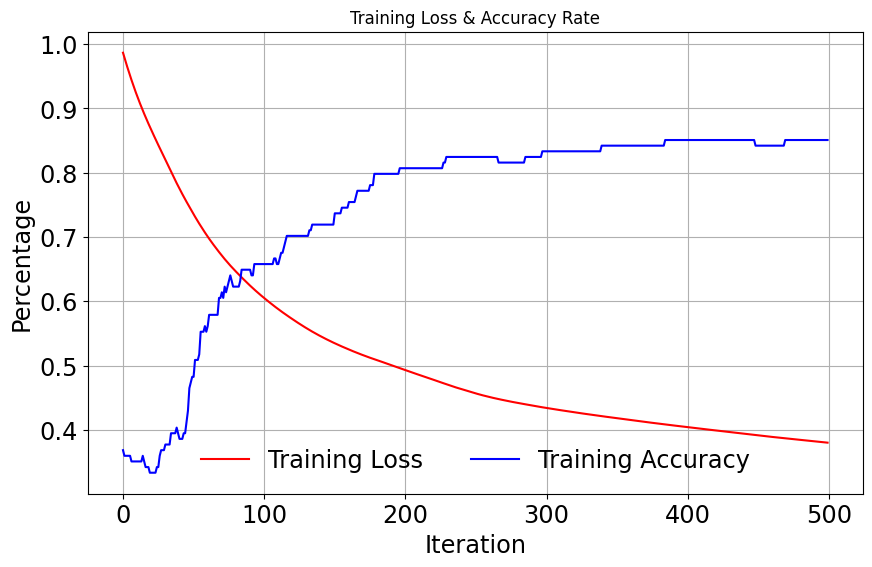 Training Loss & Accuracy Rate
1.0
0.9
0.8
0.7
0.6
0.5
0.4
Percentage
Training Loss
Training Accuracy
0 100 200 300 400 500
Iteration